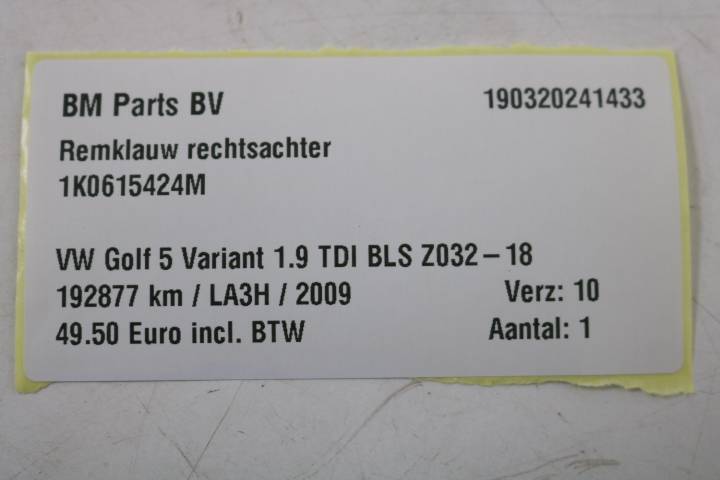 BM Parts BV 190320241433
Remklauw rechtsachter
1K0615424M
VW Golf 5 Variant 1.9 TDI BLS Z032-18
192877 km / LA3H / 2009 Verz: 10
49.50 Euro incl. BTW Aantal: 1